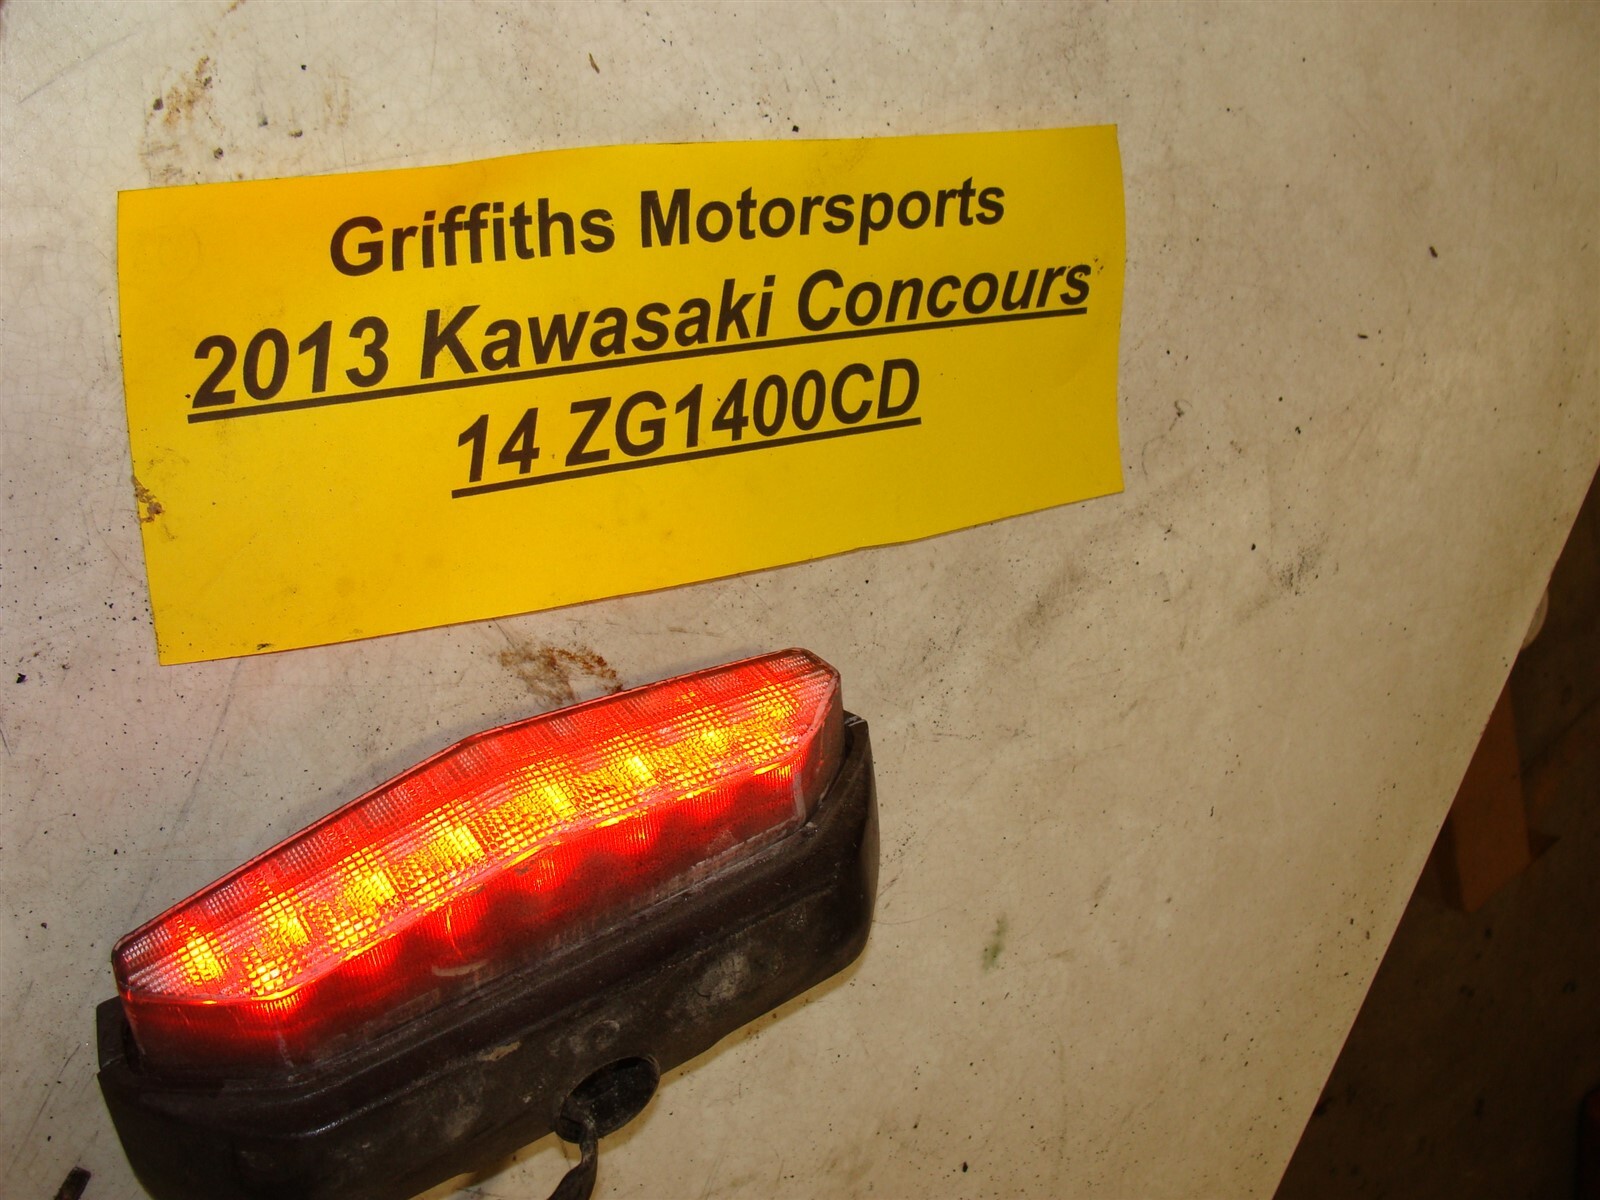 Griffiths Motorsports
2013 Kawasaki Concours
14 ZG1400CD